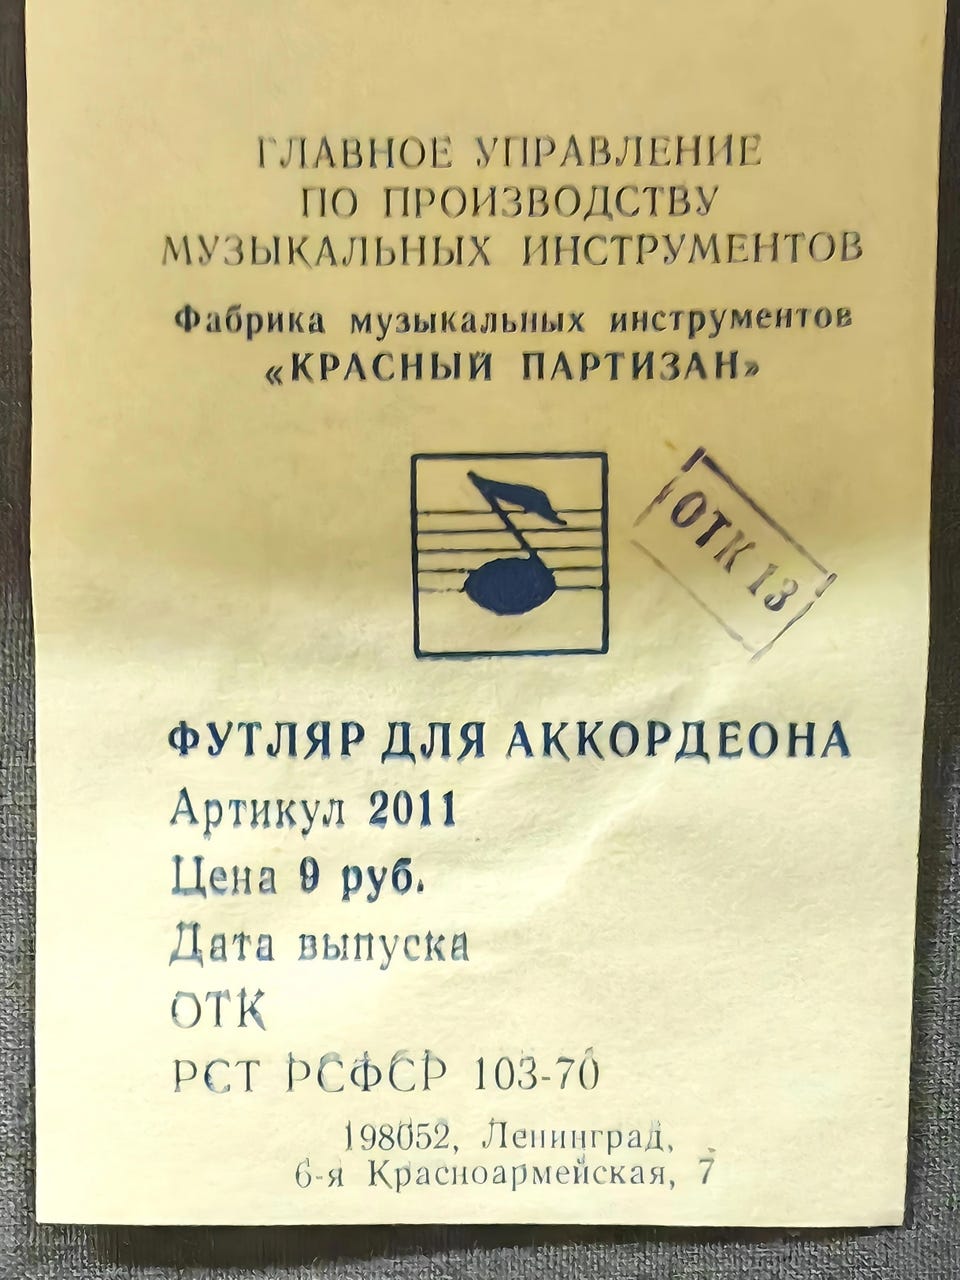 ГЛАВНОЕ УПРАВЛЕНИЕ
ПО ПРОИЗВОДСТВУ
МУЗЫКАЛЬНЫХ ИНСТРУМЕНТОВ
Фабрика музыкальных инструментов
«КРАСНЫЙ ПАРТИЗАН»
ОТК 13
ФУТЛЯР ДЛЯ АККОРДЕОНА
Артикул 2011
Цена 9 руб.
Дата выпуска
ОТК
РСТ РСФСР 103-70
198052, Ленинград,
6-я Красноармейская, 7